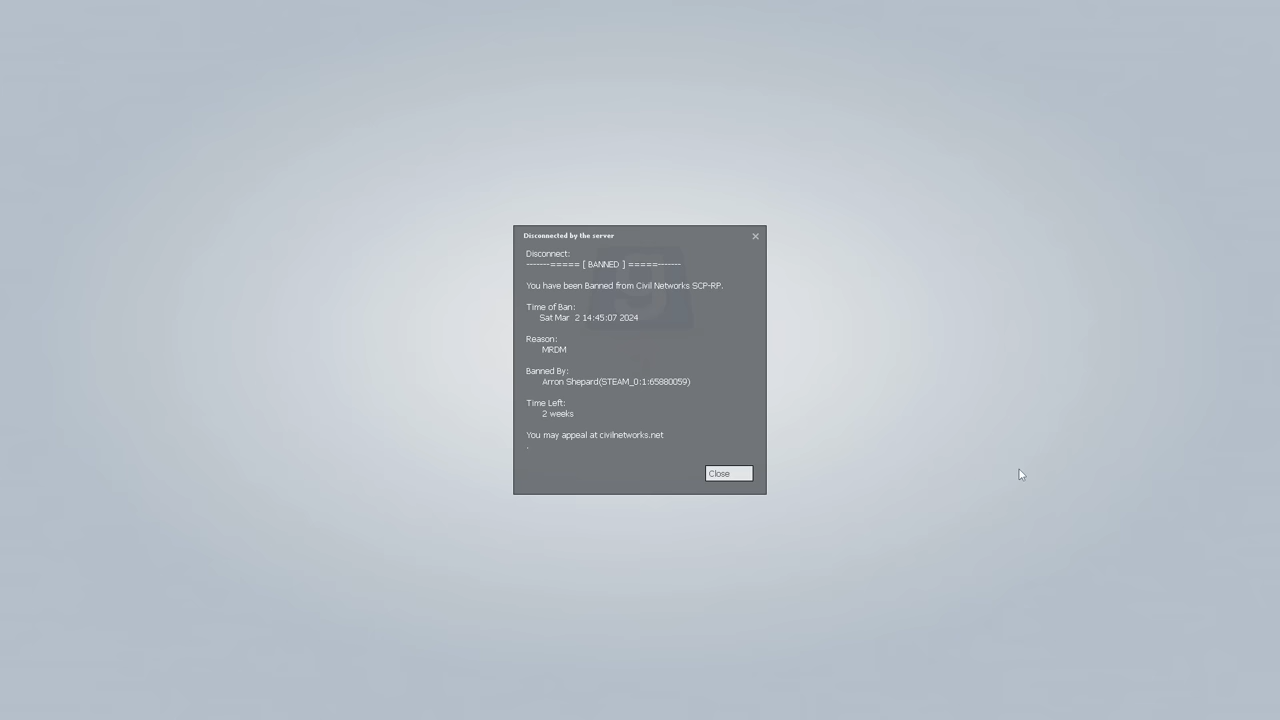 Disconnected by the server
Disconnect:
-------===== [ BANNED ] =====-------
You have been Banned from Civil Networks SCP-RP.
Time of Ban:
Sat Mar  2 14:45:07 2024
Reason:
MRDM
Banned By:
Arron Shepard(STEAM_0:1:65880059)
Time Left:
2 weeks
You may appeal at civilnetworks.net
.
Close